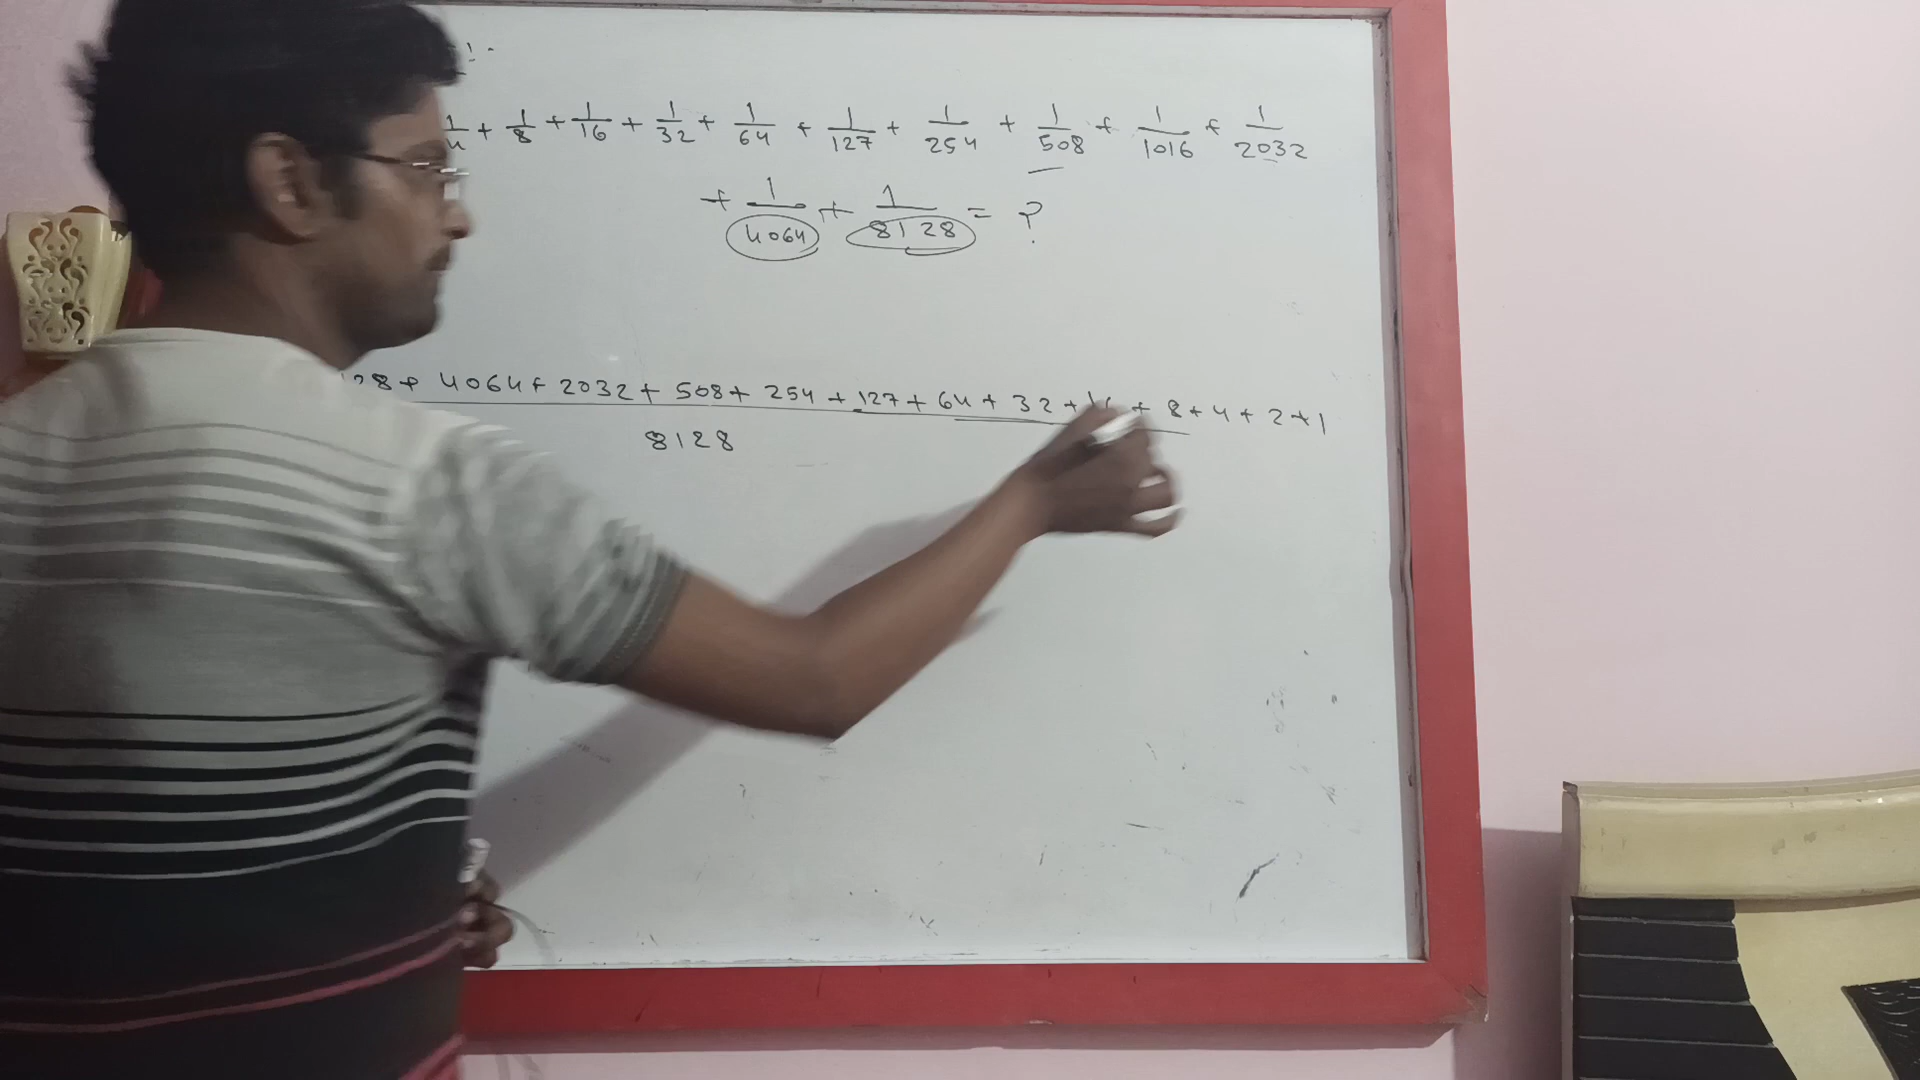 1/4 + 1/8 + 1/16 + 1/32 + 1/64 + 1/127 + 1/254 + 1/508 + 1/1016 + 1/2032
+ 1/4064 + 1/8128 = ?
28 + 4064 + 2032 + 508 + 254 + 127 + 64 + 32 + + 8 + 4 + 2 + 1
8128